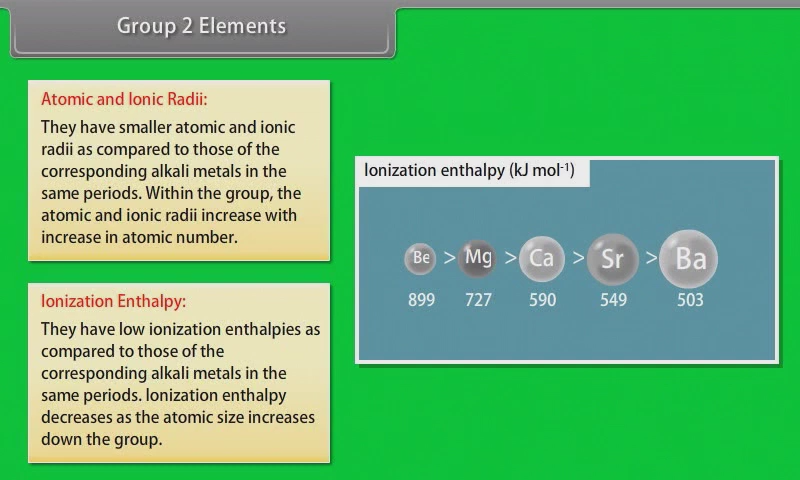 Group 2 Elements
Atomic and Ionic Radii:
They have smaller atomic and ionic
radii as compared to those of the
corresponding alkali metals in the
same periods. Within the group, the
atomic and ionic radii increase with
increase in atomic number.
Ionization Enthalpy:
They have low ionization enthalpies as
compared to those of the
corresponding alkali metals in the
same periods. Ionization enthalpy
decreases as the atomic size increases
down the group.
Ionization enthalpy (kJ mol⁻¹)
Be > Mg > Ca > Sr > Ba
899 727 590 549 503